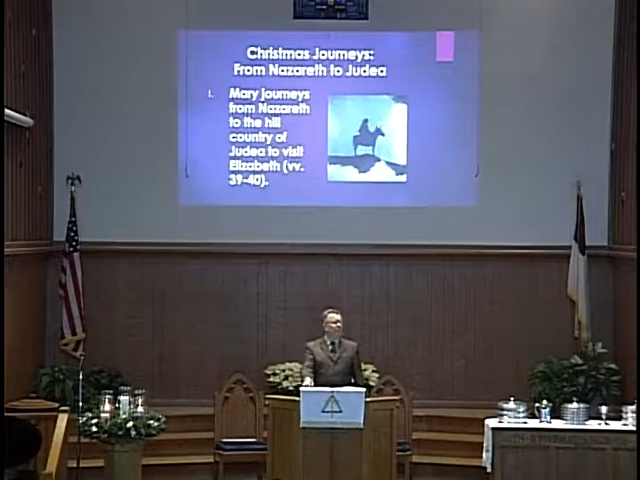 Christmas Journeys:
From Nazareth to Judea
1. Mary journeys
from Nazareth
to the hill
country of
Judea to visit
Elizabeth (vv.
39-40).